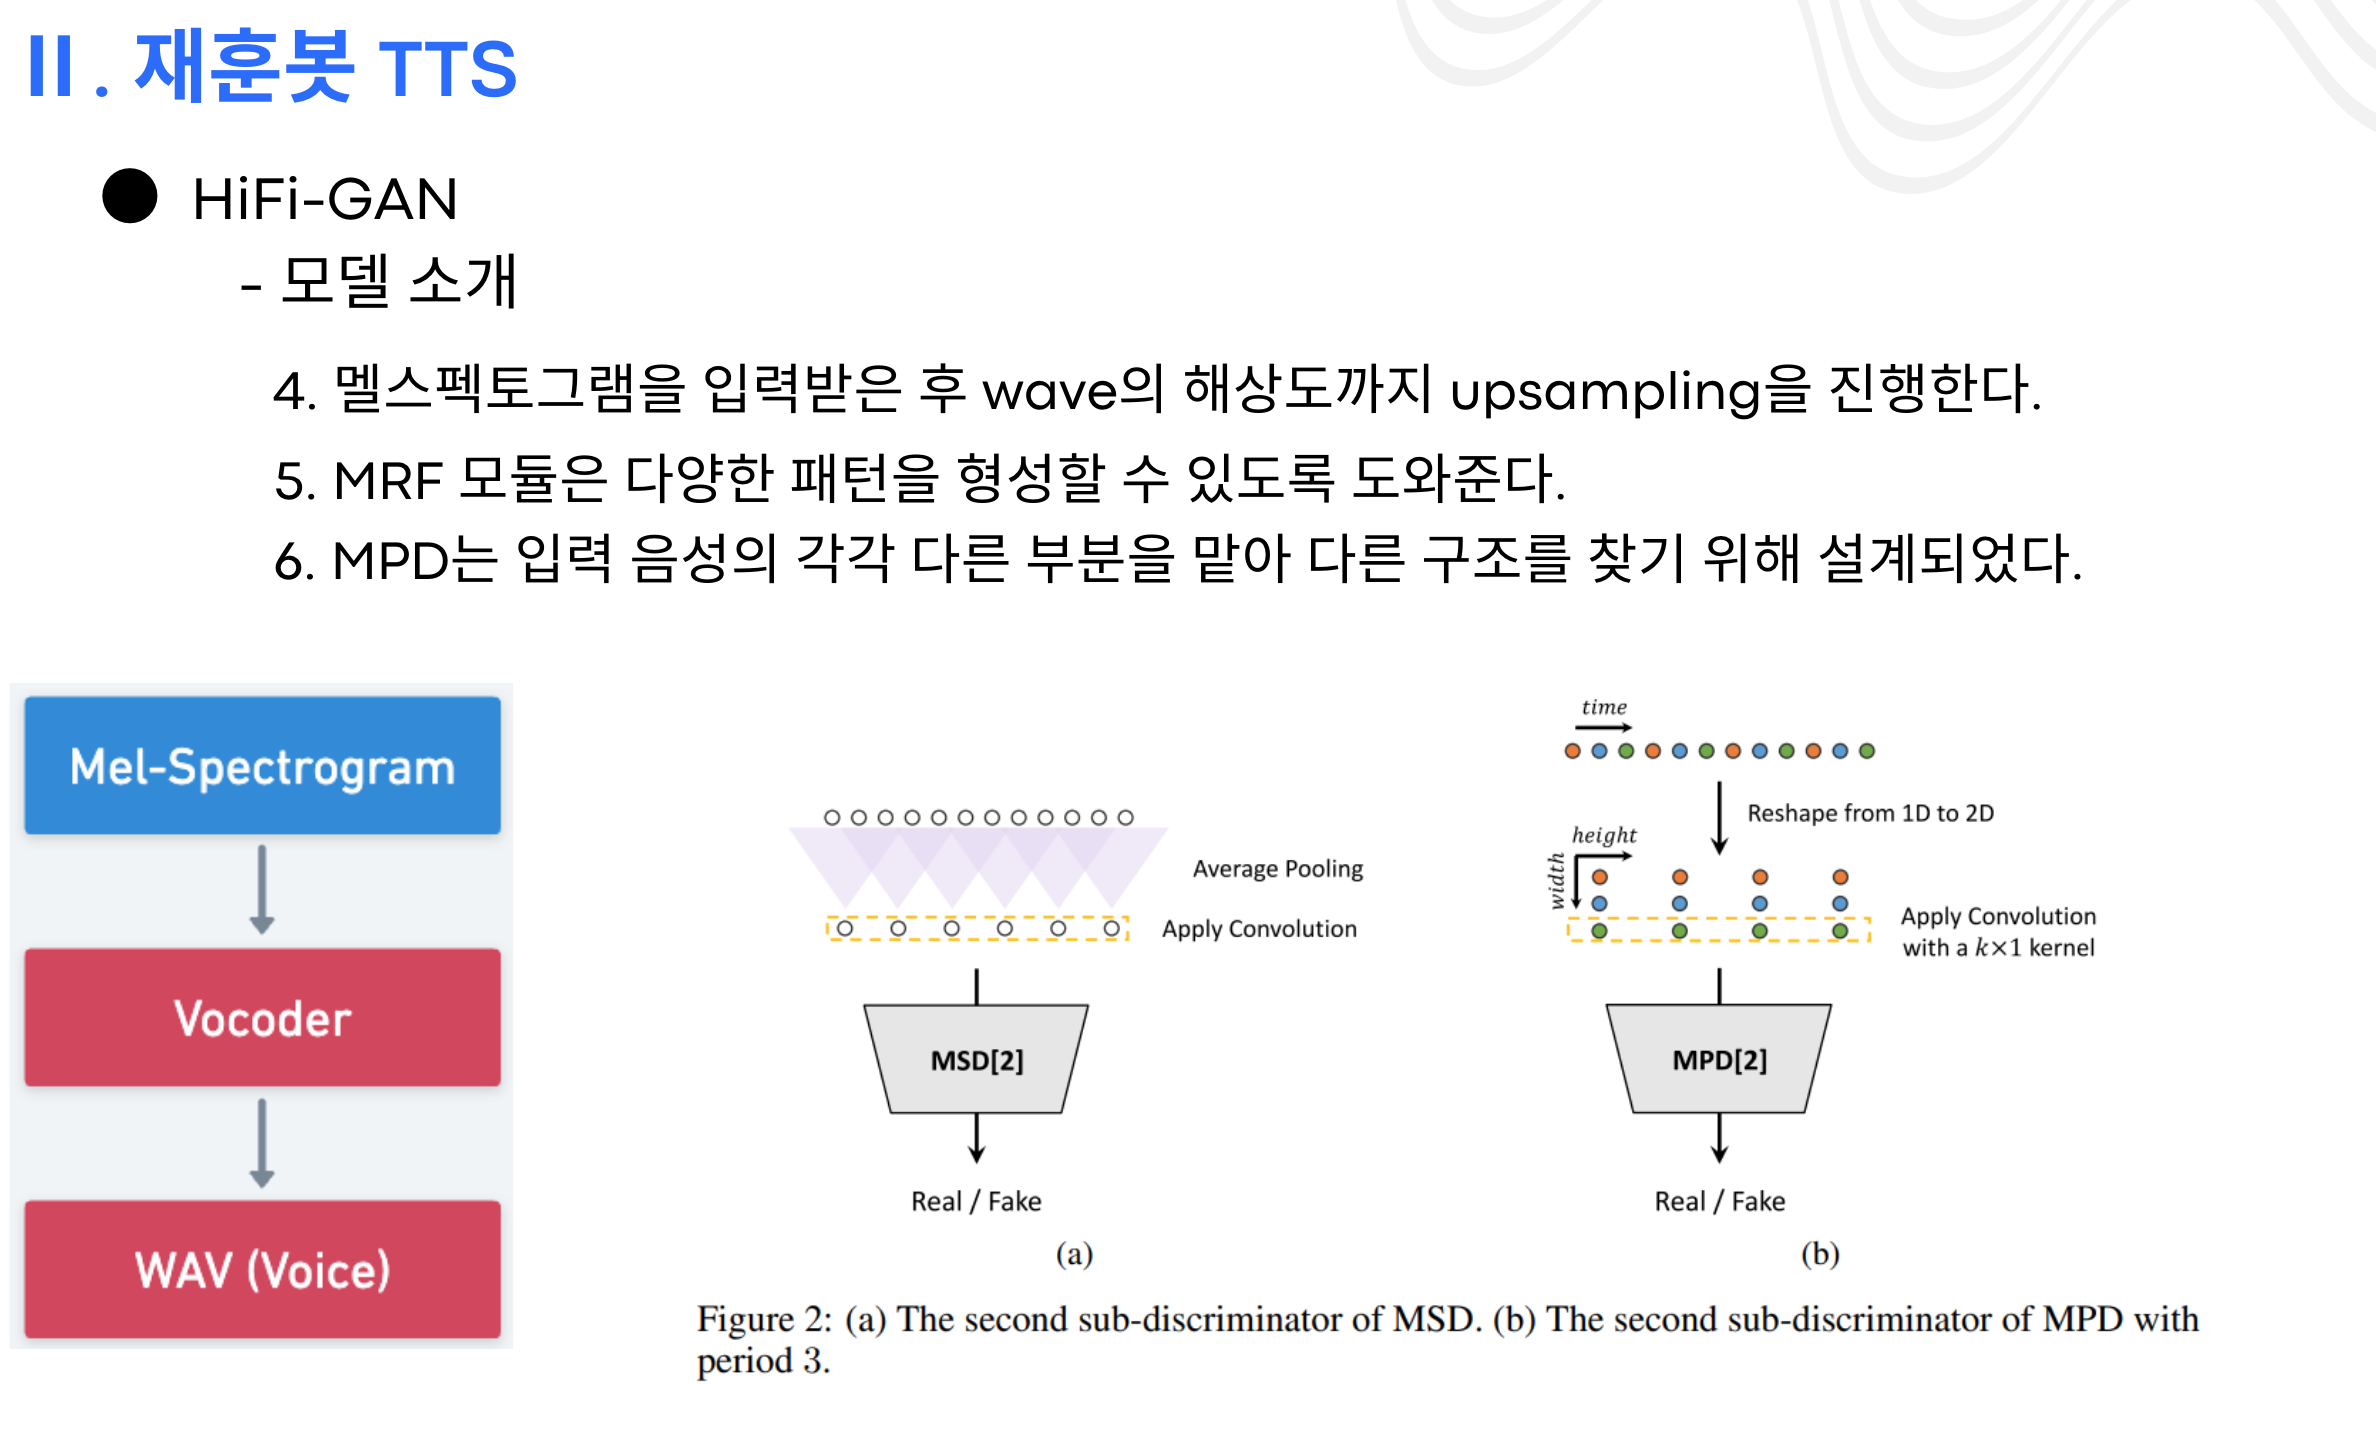 II. 재훈봇 TTS
● HiFi-GAN
- 모델 소개
4. 멜스펙토그램을 입력받은 후 wave의 해상도까지 upsampling을 진행한다.
5. MRF 모듈은 다양한 패턴을 형성할 수 있도록 도와준다.
6. MPD는 입력 음성의 각각 다른 부분을 맡아 다른 구조를 찾기 위해 설계되었다.
Mel-Spectrogram
Vocoder
WAV (Voice)
Average Pooling
Apply Convolution
MSD[2]
Real / Fake
(a)
time
Reshape from 1D to 2D
height
width
Apply Convolution
with a k×1 kernel
MPD[2]
Real / Fake
(b)
Figure 2: (a) The second sub-discriminator of MSD. (b) The second sub-discriminator of MPD with
period 3.